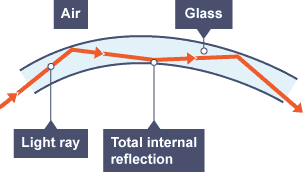 Air
Glass
Light ray
Total internal
reflection